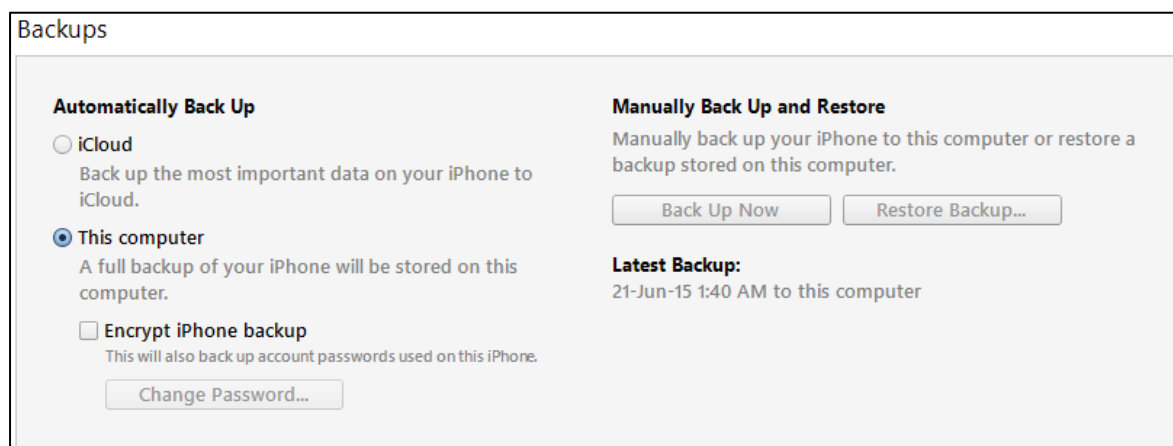 Backups
Automatically Back Up
iCloud
Back up the most important data on your iPhone to
iCloud.
This computer
A full backup of your iPhone will be stored on this
computer.
Encrypt iPhone backup
This will also back up account passwords used on this iPhone.
Change Password...
Manually Back Up and Restore
Manually back up your iPhone to this computer or restore a
backup stored on this computer.
Back Up Now
Restore Backup...
Latest Backup:
21-Jun-15 1:40 AM to this computer